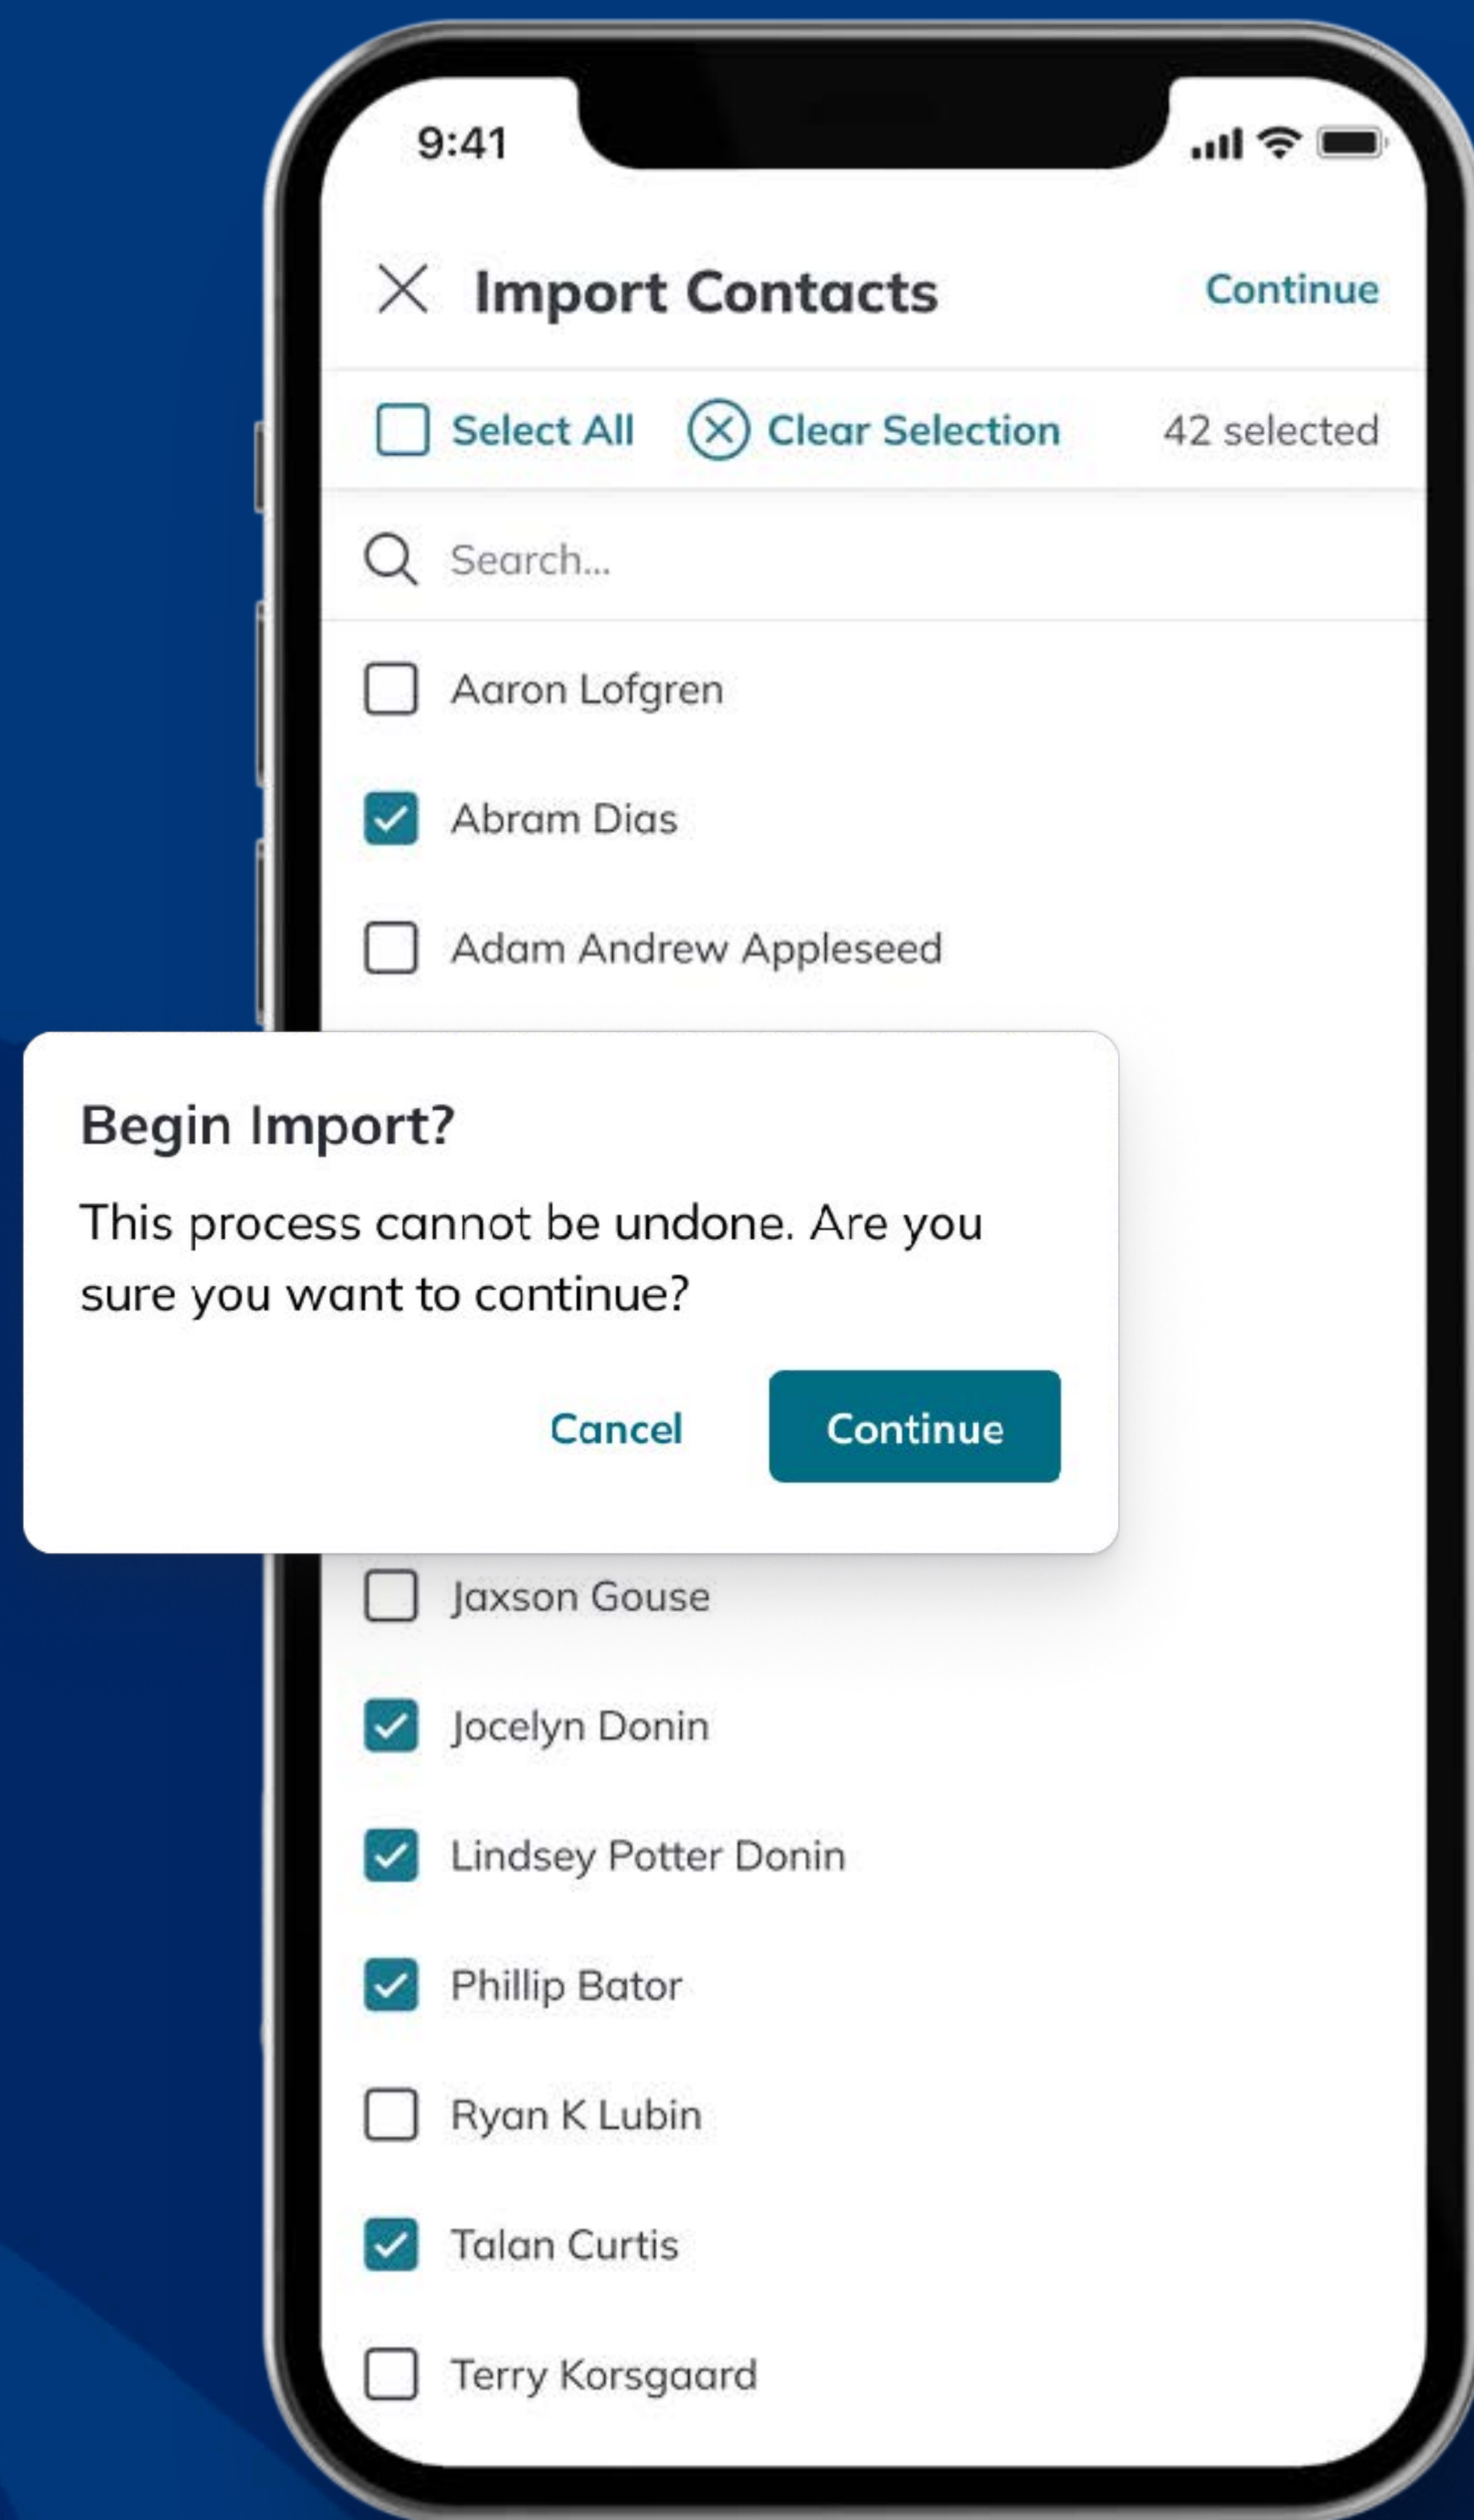 9:41
Import Contacts Continue
Select All Clear Selection 42 selected
Search...
Aaron Lofgren
Abram Dias
Adam Andrew Appleseed
Begin Import?
This process cannot be undone. Are you
sure you want to continue?
Cancel Continue
Jaxson Gouse
Jocelyn Donin
Lindsey Potter Donin
Phillip Bator
Ryan K Lubin
Talan Curtis
Terry Korsgaard